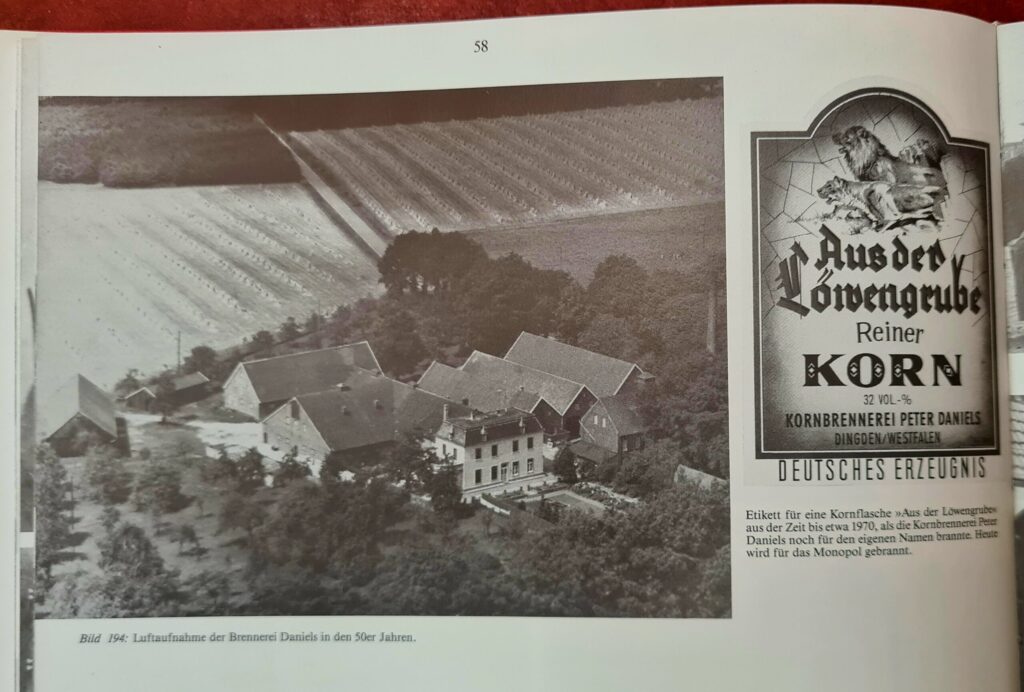 58
Aus der
Löwengrube
Reiner
KORN
32 VOL.-%
KORNBRENNEREI PETER DANIELS
DINGDEN/WESTFALEN
DEUTSCHES ERZEUGNIS
Etikett für eine Kornflasche »Aus der Löwengrube«
aus der Zeit bis etwa 1970, als die Kornbrennerei Peter
Daniels noch für den eigenen Namen brannte. Heute
wird für das Monopol gebrannt.
Bild 194: Luftaufnahme der Brennerei Daniels in den 50er Jahren.